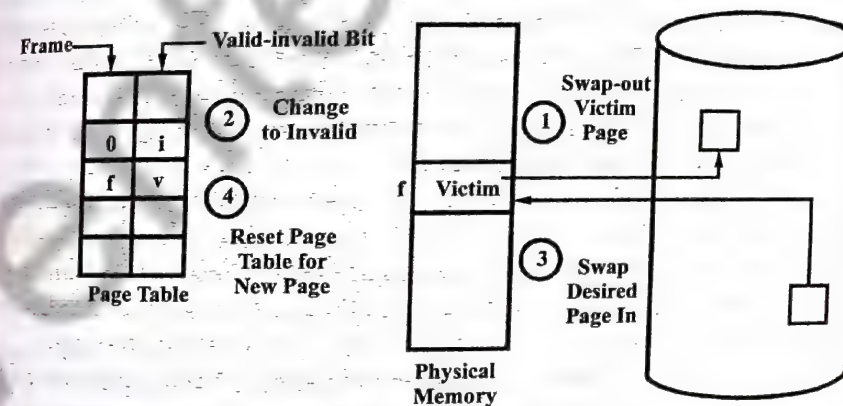 Frame
Valid-invalid Bit
0 i
f v
2
Change
to Invalid
4
Reset Page
Table for
New Page
Page Table
f
Victim
Physical
Memory
1
Swap-out
Victim
Page
3
Swap
Desired
Page In